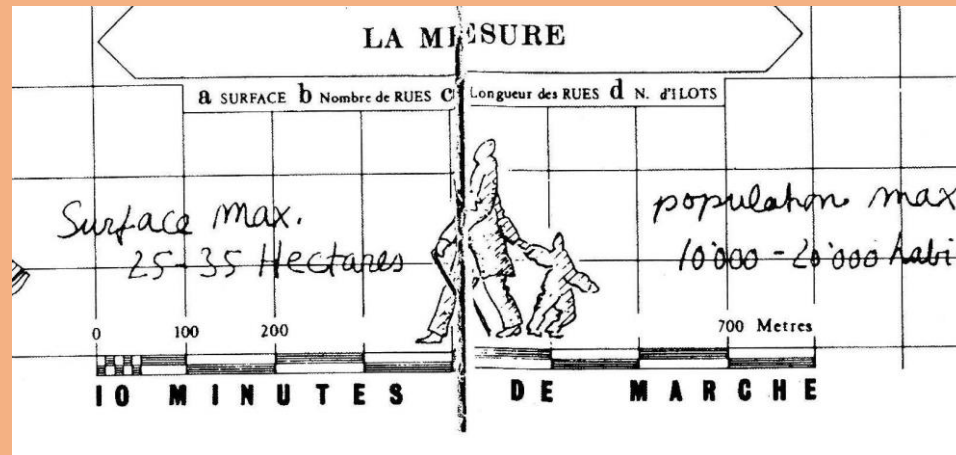 LA MESURE
a SURFACE b Nombre de RUES c Longueur des RUES d N. d'ILOTS
Surface max.
25-35 Hectares
population max
10'000 - 20'000 habi
0 100 200 700 Metres
10 MINUTES DE MARCHE